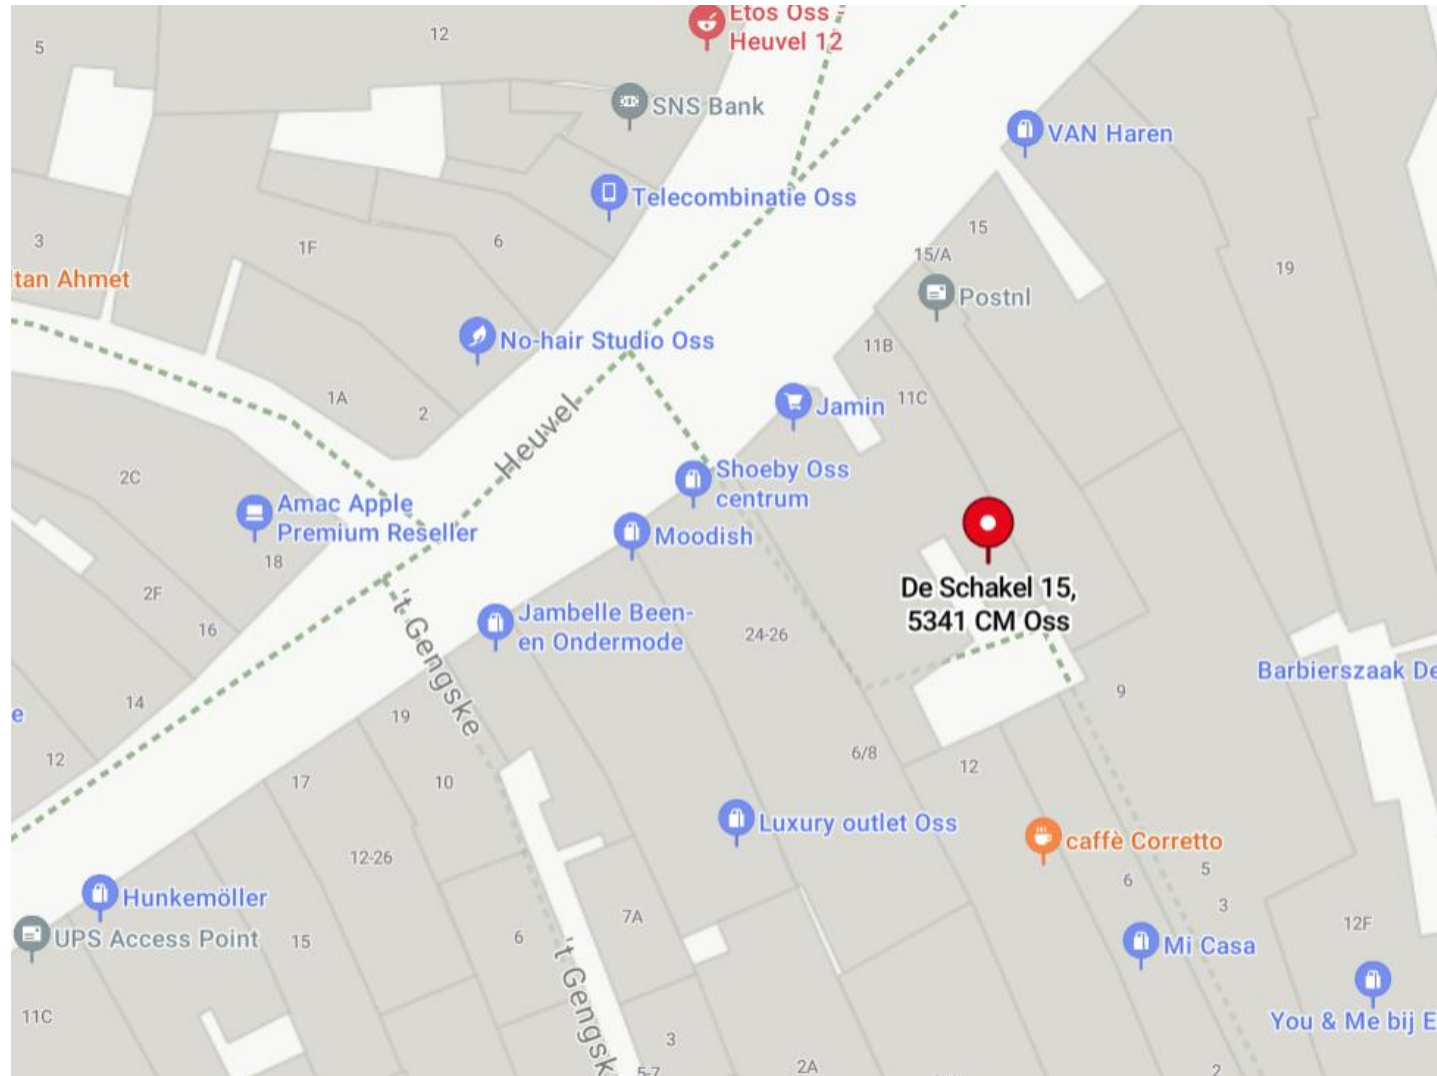 Etos Oss -
Heuvel 12
12
5
SNS Bank
VAN Haren
Telecombinatie Oss
15
3
1F
6
15/A
19
tan Ahmet
Postnl
No-hair Studio Oss
11B
1A
2
Jamin
11C
Heuvel
2C
Shoeby Oss
centrum
Amac Apple
Premium Reseller
Moodish
18
De Schakel 15,
5341 CM Oss
2F
't Gengske
Jambelle Been-
en Ondermode
16
24-26
Barbierszaak De
9
14
e
19
12
6/8
12
17
10
Luxury outlet Oss
caffè Corretto
12-26
5
6
Hunkemöller
3
7A
12F
UPS Access Point
15
6
Mi Casa
't Gengsk
11C
You & Me bij E
3
5-7
2A
2